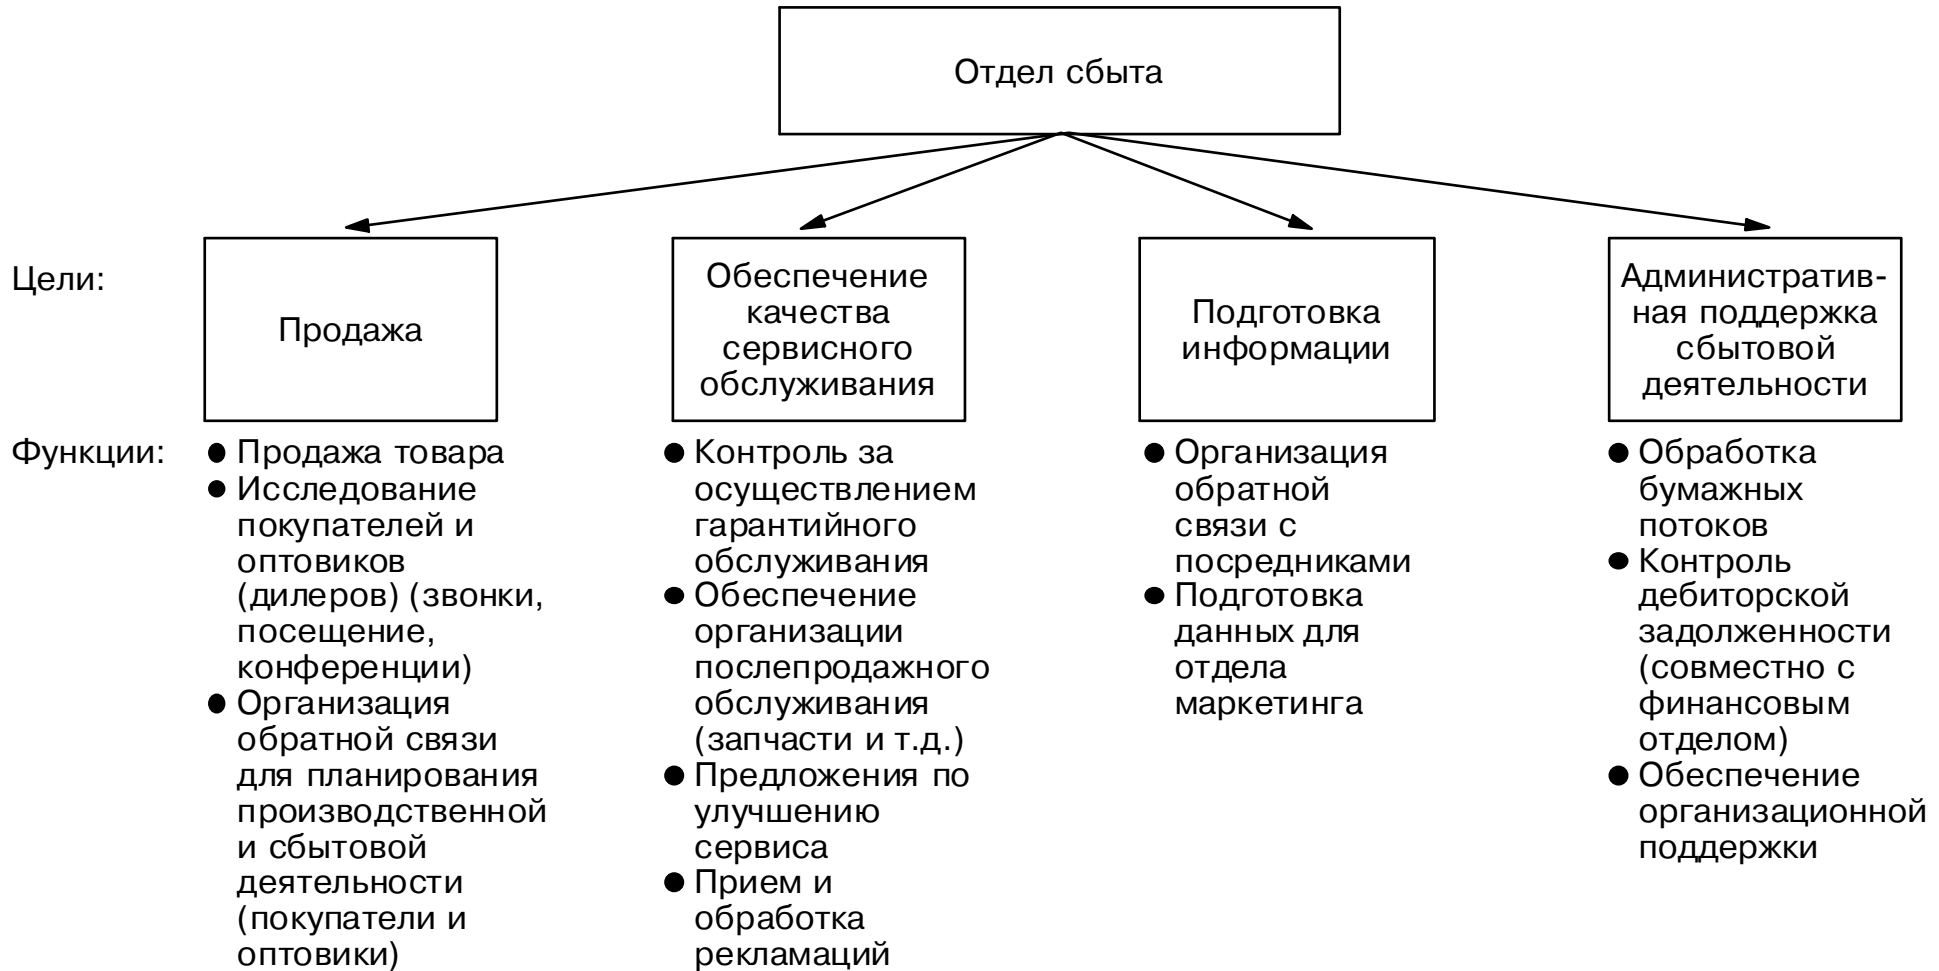 Отдел сбыта
Цели:
Продажа
Обеспечение
качества
сервисного
обслуживания
Подготовка
информации
Административ-
ная поддержка
сбытовой
деятельности
Функции:
● Продажа товара
● Исследование
покупателей и
оптовиков
(дилеров) (звонки,
посещение,
конференции)
● Организация
обратной связи
для планирования
производственной
и сбытовой
деятельности
(покупатели и
оптовики)
● Контроль за
осуществлением
гарантийного
обслуживания
● Обеспечение
организации
послепродажного
обслуживания
(запчасти и т.д.)
● Предложения по
улучшению
сервиса
● Прием и
обработка
рекламаций
● Организация
обратной
связи с
посредниками
● Подготовка
данных для
отдела
маркетинга
● Обработка
бумажных
потоков
● Контроль
дебиторской
задолженности
(совместно с
финансовым
отделом)
● Обеспечение
организационной
поддержки